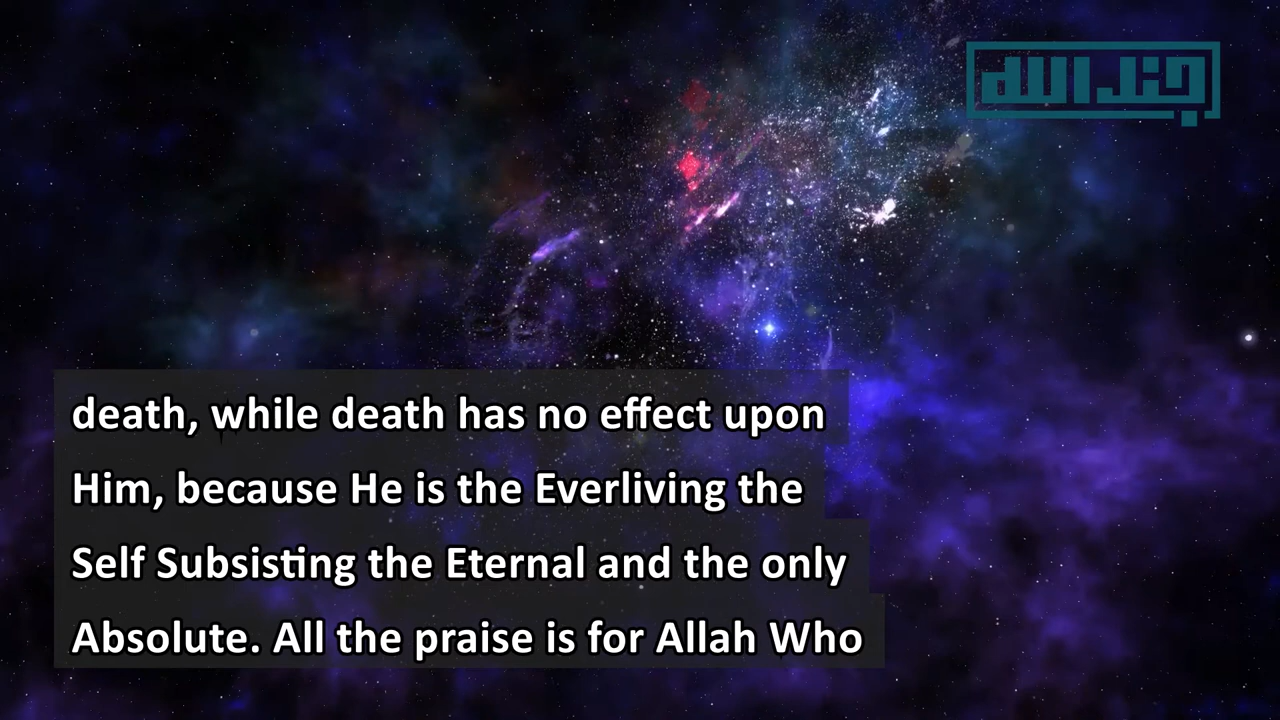 جند الله
death, while death has no effect upon
Him, because He is the Everliving the
Self Subsisting the Eternal and the only
Absolute. All the praise is for Allah Who